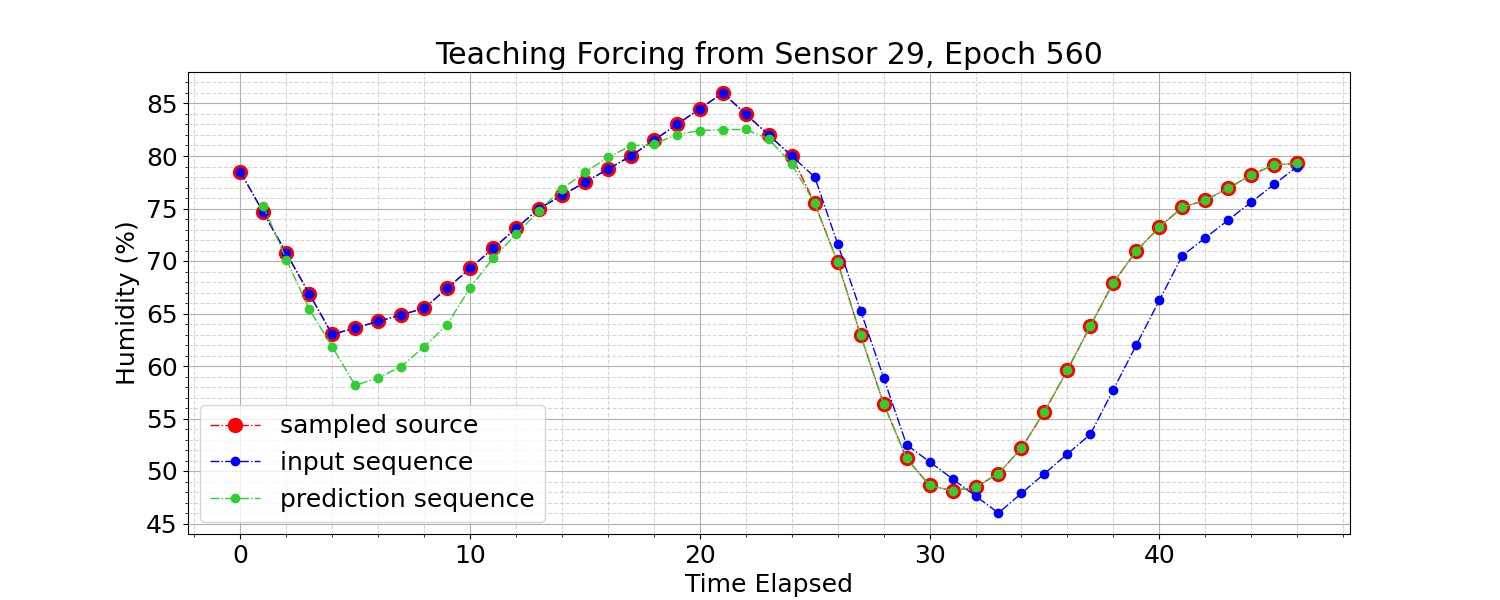 Teaching Forcing from Sensor 29, Epoch 560
85
80
75
70
65
60
55
50
45
Humidity (%)
sampled source
input sequence
prediction sequence
0 10 20 30 40
Time Elapsed